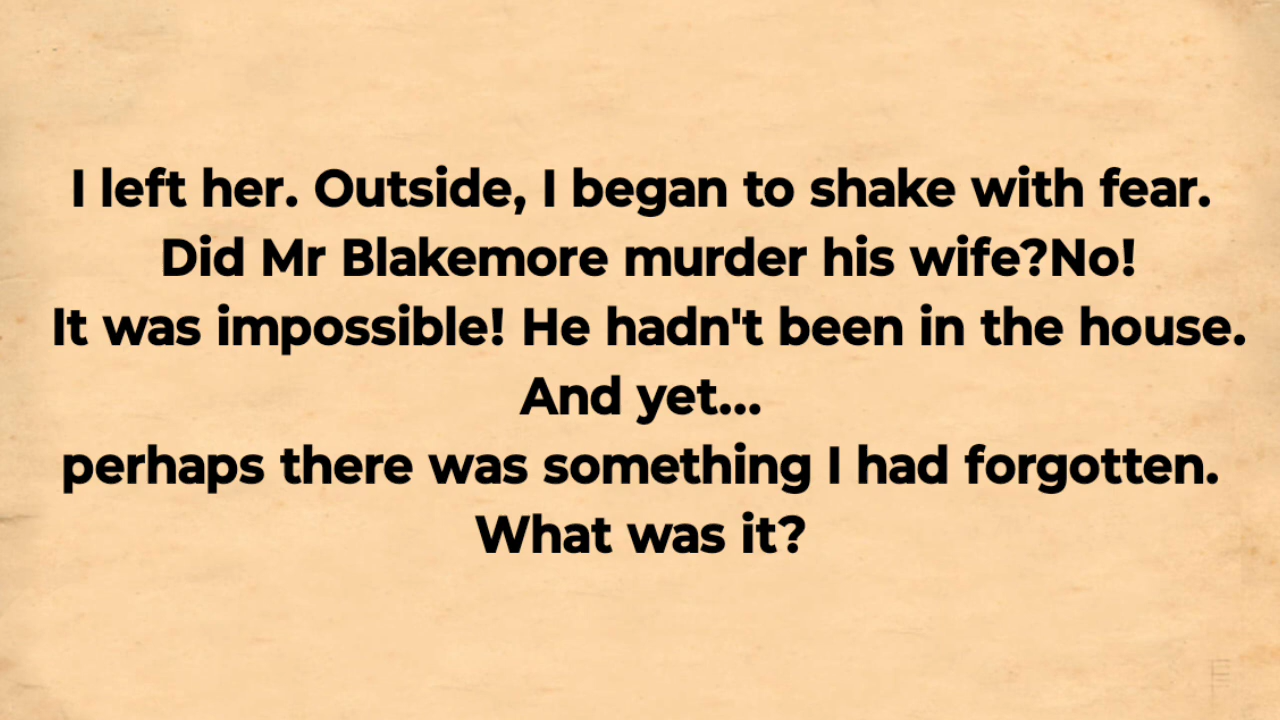 I left her. Outside, I began to shake with fear.
Did Mr Blakemore murder his wife?No!
It was impossible! He hadn't been in the house.
And yet...
perhaps there was something I had forgotten.
What was it?